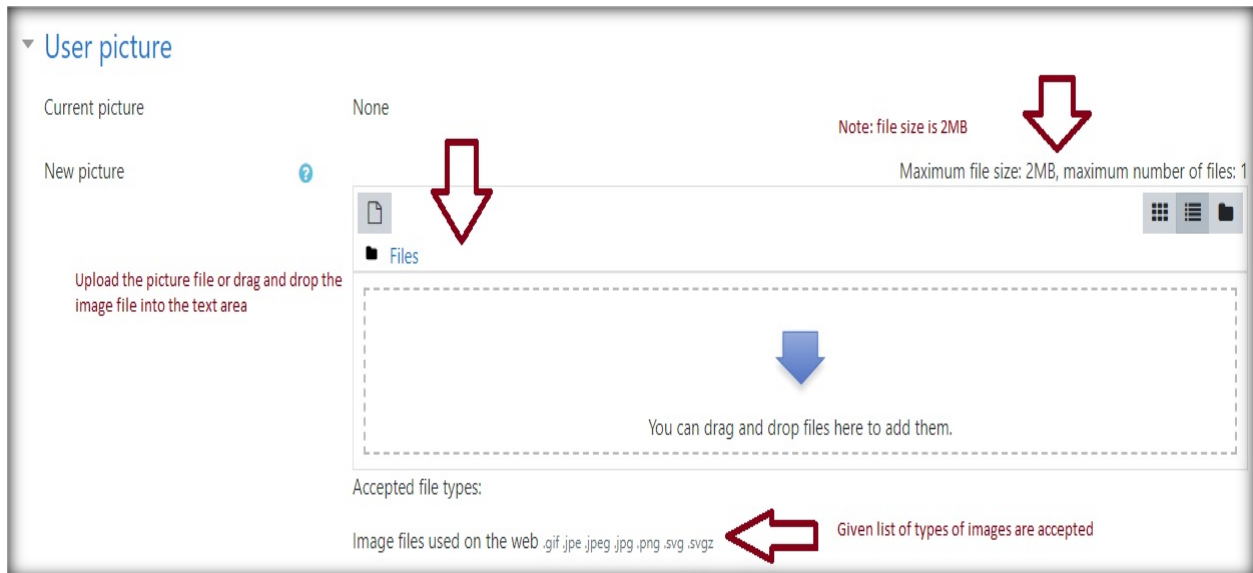 User picture
Current picture
None
Note: file size is 2MB
New picture
?
Maximum file size: 2MB, maximum number of files: 1
Files
Upload the picture file or drag and drop the
image file into the text area
You can drag and drop files here to add them.
Accepted file types:
Image files used on the web .gif .jpe .jpeg .jpg .png .svg .svgz
Given list of types of images are accepted